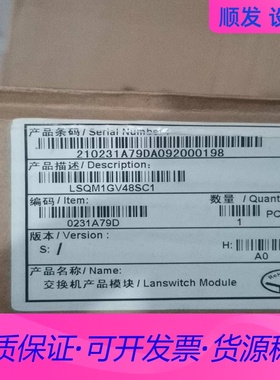 顺发 设备
产品条码 / Serial Number
210231A79DA092000198
产品描述 / Description:
LSQM1GV48SC1
编码 / Item:
数量 / Quant
0231A79D
1
PC
版本 / Version :
S: /
H:
A0
产品名称 / Name:
交换机产品模块 / Lanswitch Module
质保证·可开发票·货源稳